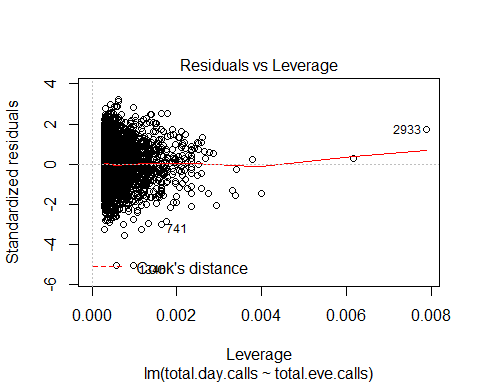 Residuals vs Leverage
Standardized residuals
4
2
0
-2
-4
-6
2933
741
Cook's distance
0.000
0.002
0.004
0.006
0.008
Leverage
lm(total.day.calls ~ total.eve.calls)